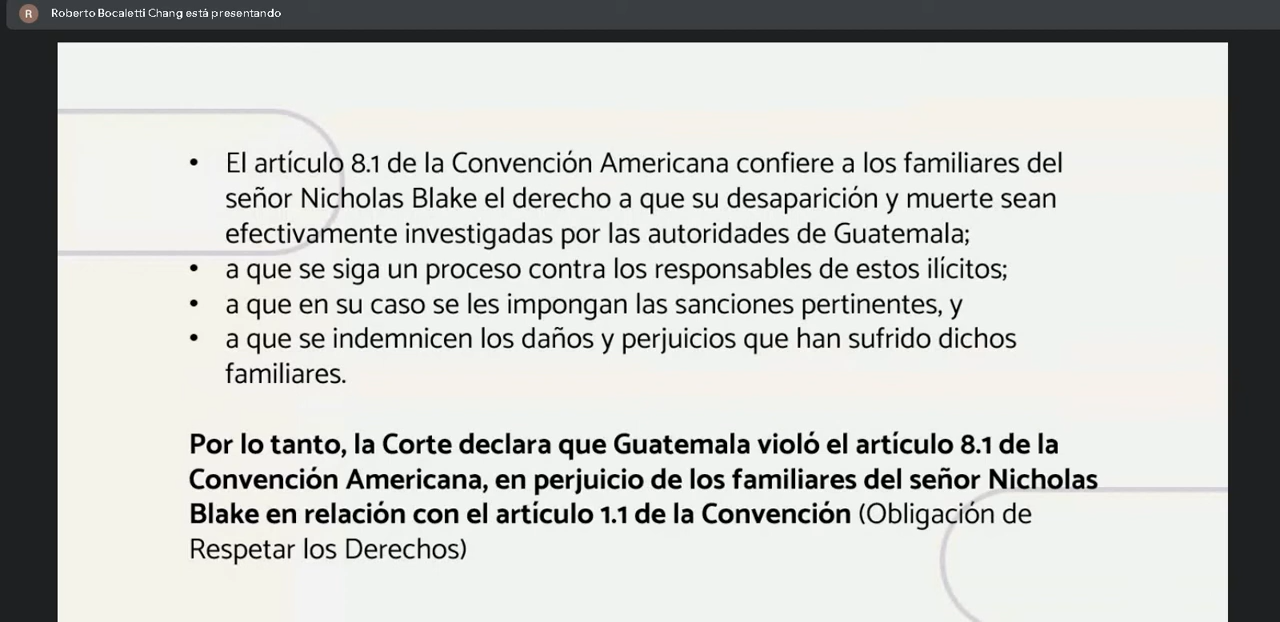 R Roberto Bocaletti Chang está presentando
• El artículo 8.1 de la Convención Americana confiere a los familiares del
señor Nicholas Blake el derecho a que su desaparición y muerte sean
efectivamente investigadas por las autoridades de Guatemala;
• a que se siga un proceso contra los responsables de estos ilícitos;
• a que en su caso se les impongan las sanciones pertinentes, y
• a que se indemnicen los daños y perjuicios que han sufrido dichos
familiares.
Por lo tanto, la Corte declara que Guatemala violó el artículo 8.1 de la
Convención Americana, en perjuicio de los familiares del señor Nicholas
Blake en relación con el artículo 1.1 de la Convención (Obligación de
Respetar los Derechos)